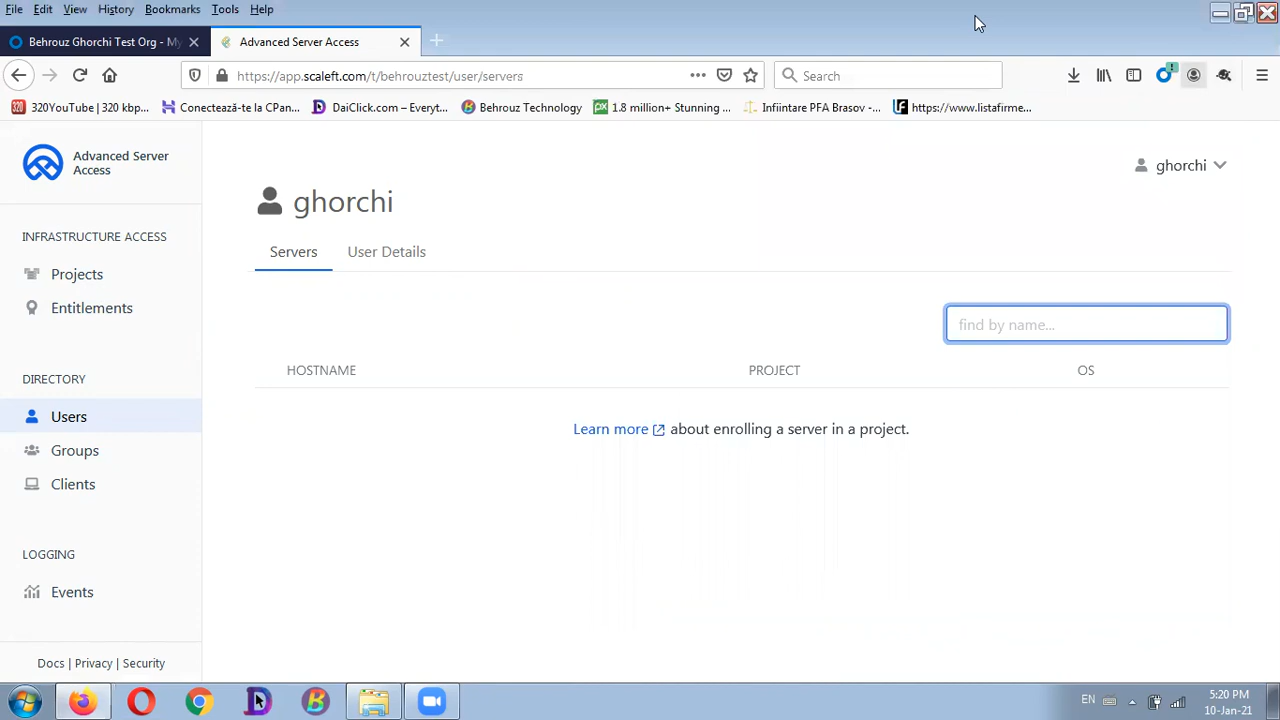 File Edit View History Bookmarks Tools Help
Behrouz Ghorchi Test Org - My
Advanced Server Access
https://app.scaleft.com/t/behrouztest/user/servers
Search
320YouTube | 320 kbp...
Conectează-te la CPan...
DaiClick.com – Everyt...
Behrouz Technology
1.8 million+ Stunning ...
Infiintare PFA Brasov -...
https://www.listafirme...
Advanced Server
Access
ghorchi
ghorchi
INFRASTRUCTURE ACCESS
Servers User Details
Projects
Entitlements
find by name...
HOSTNAME PROJECT OS
DIRECTORY
Users
Learn more about enrolling a server in a project.
Groups
Clients
LOGGING
Events
Docs | Privacy | Security
EN
5:20 PM
10-Jan-21